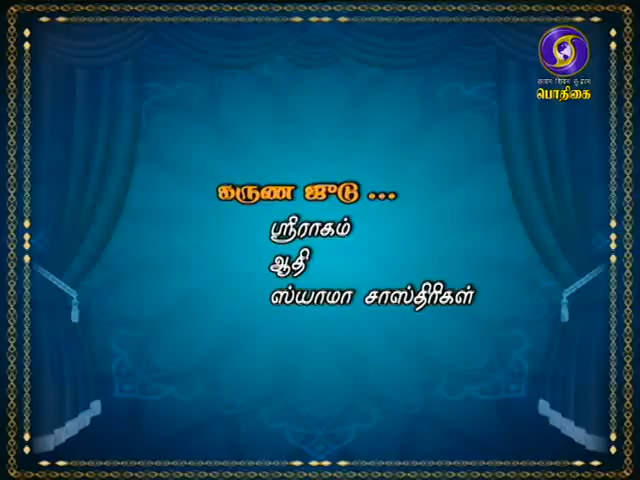 பொதிகை
கருண ஜுடு ...
ஸ்ரீராகம்
ஆதி
ஸ்யாமா சாஸ்திரிகள்